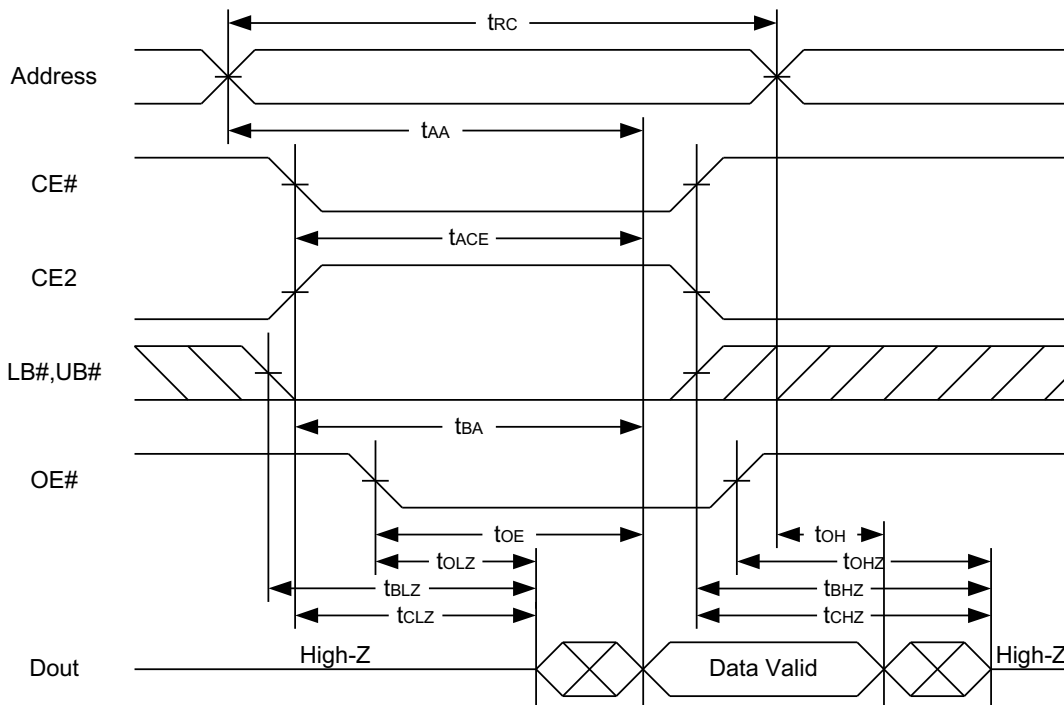 tRC
Address
tAA
CE#
tACE
CE2
LB#,UB#
tBA
OE#
tOE
tOH
tOLZ
tOHZ
tBLZ
tBHZ
tCLZ
tCHZ
Dout
High-Z
Data Valid
High-Z